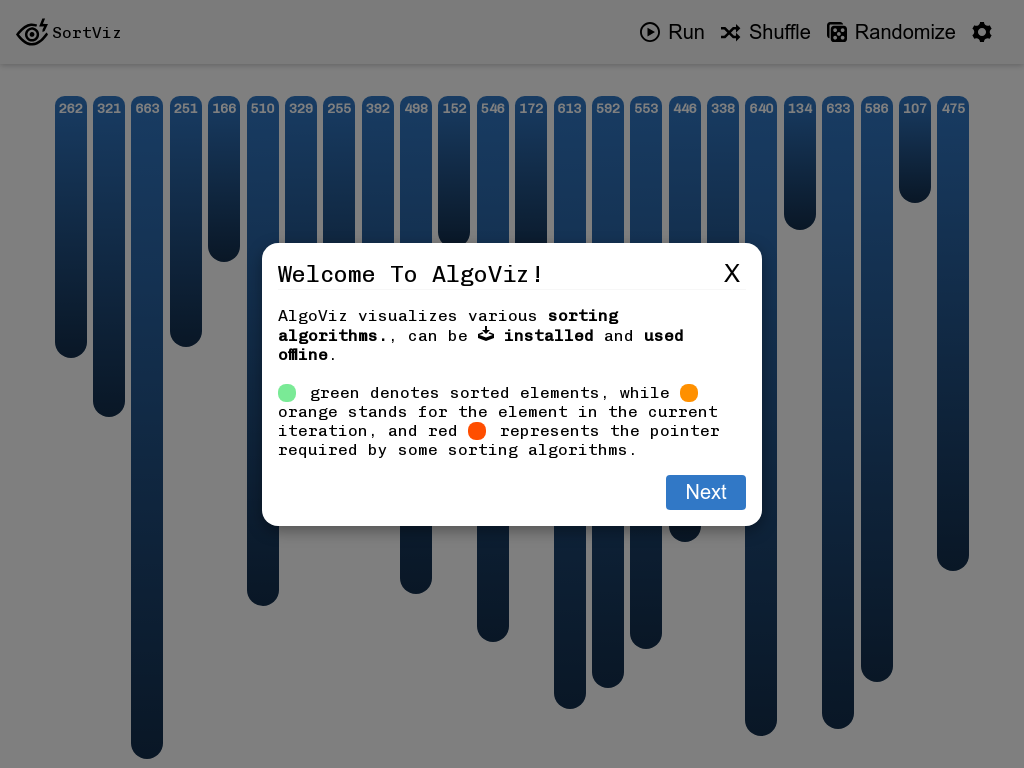 SortViz
Run Shuffle Randomize
262 321 663 251 166 510 329 255 392 498 152 546 172 613 592 553 446 338 640 134 633 586 107 475
Welcome To AlgoViz! X
AlgoViz visualizes various sorting
algorithms., can be installed and used
offline.
green denotes sorted elements, while
orange stands for the element in the current
iteration, and red represents the pointer
required by some sorting algorithms.
Next